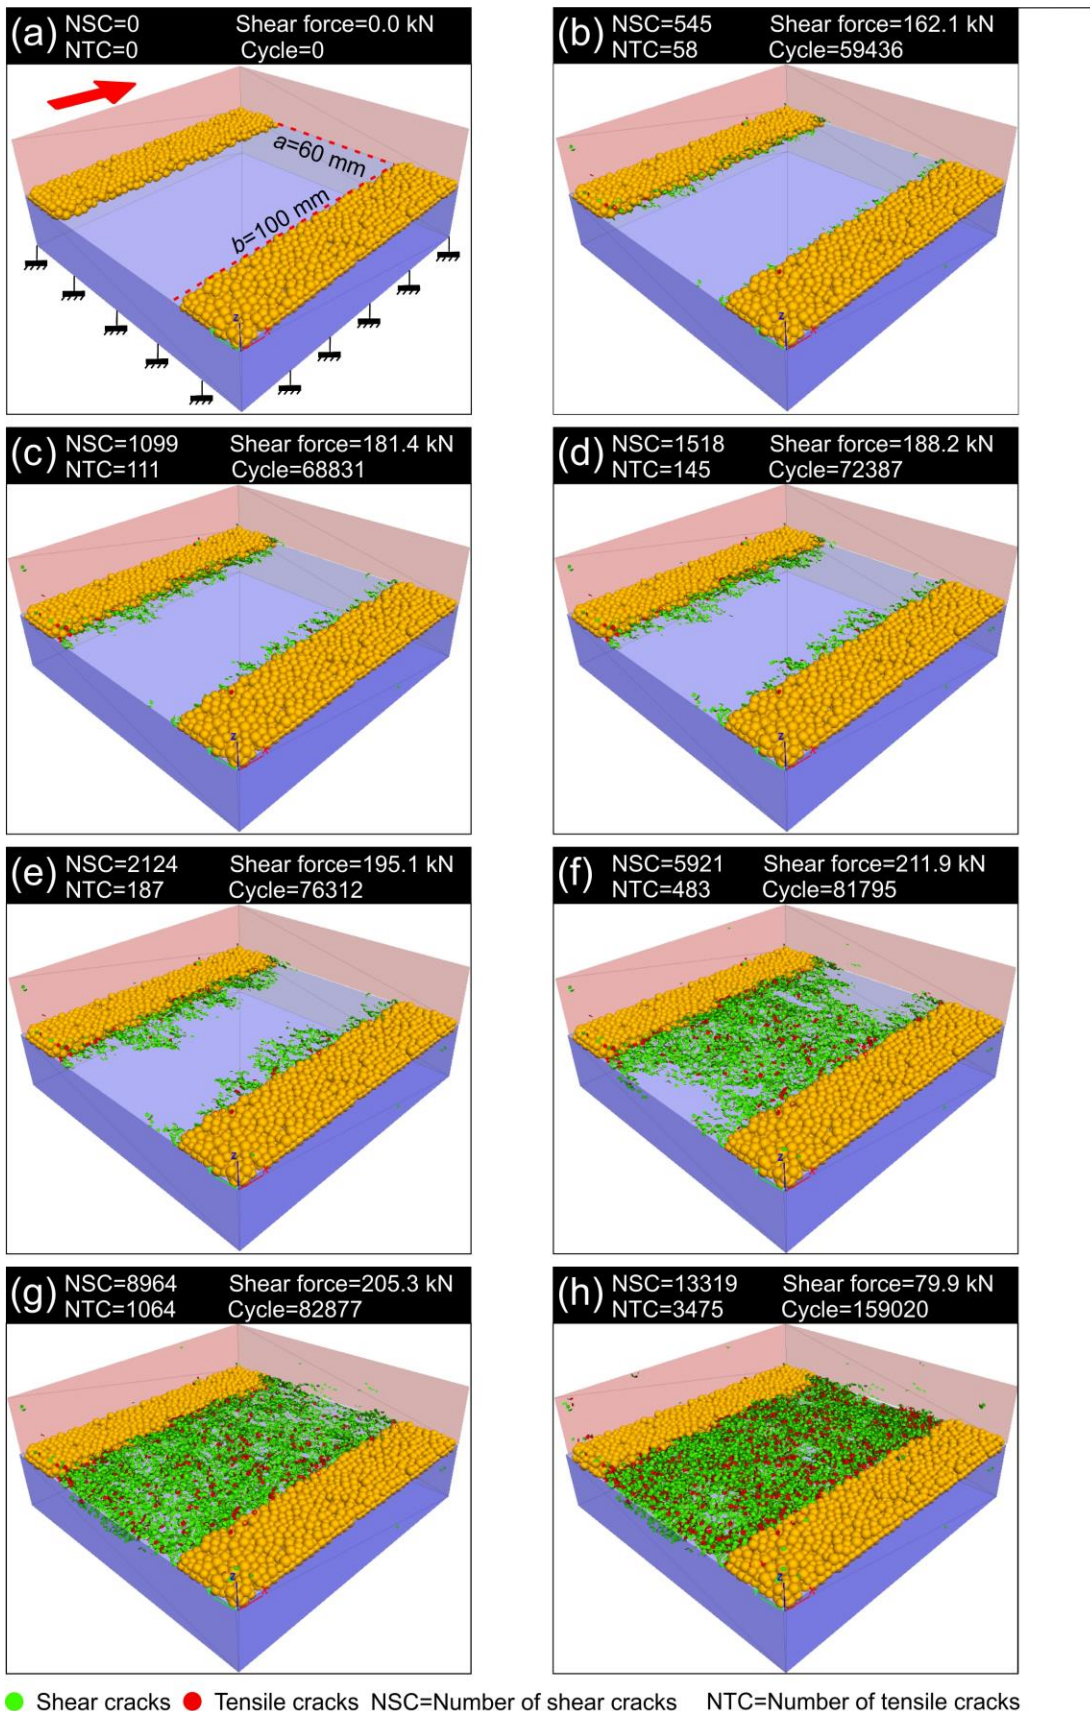 (a) NSC=0 Shear force=0.0 kN
NTC=0 Cycle=0
a=60 mm
b=100 mm
z
x
(b) NSC=545 Shear force=162.1 kN
NTC=58 Cycle=59436
z
(c) NSC=1099 Shear force=181.4 kN
NTC=111 Cycle=68831
z
x
(d) NSC=1518 Shear force=188.2 kN
NTC=145 Cycle=72387
z
x
(e) NSC=2124 Shear force=195.1 kN
NTC=187 Cycle=76312
z
x
(f) NSC=5921 Shear force=211.9 kN
NTC=483 Cycle=81795
z
x
(g) NSC=8964 Shear force=205.3 kN
NTC=1064 Cycle=82877
z
x
(h) NSC=13319 Shear force=79.9 kN
NTC=3475 Cycle=159020
z
x
Shear cracks Tensile cracks NSC=Number of shear cracks NTC=Number of tensile cracks